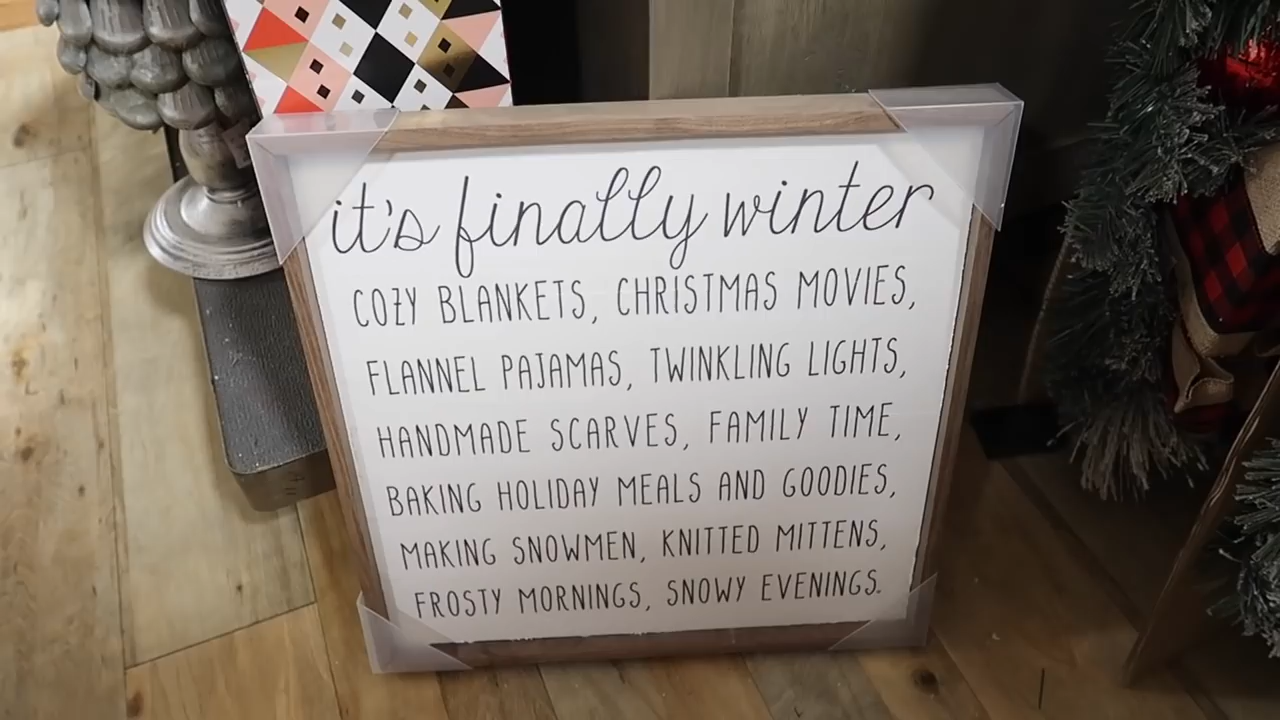 it's finally winter
COZY BLANKETS, CHRISTMAS MOVIES,
FLANNEL PAJAMAS, TWINKLING LIGHTS,
HANDMADE SCARVES, FAMILY TIME,
BAKING HOLIDAY MEALS AND GOODIES,
MAKING SNOWMEN, KNITTED MITTENS,
FROSTY MORNINGS, SNOWY EVENINGS.